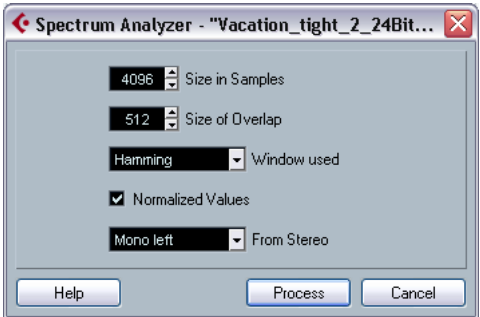 Spectrum Analyzer - "Vacation_tight_2_24Bit...
4096 Size in Samples
512 Size of Overlap
Hamming Window used
Normalized Values
Mono left From Stereo
Help Process Cancel